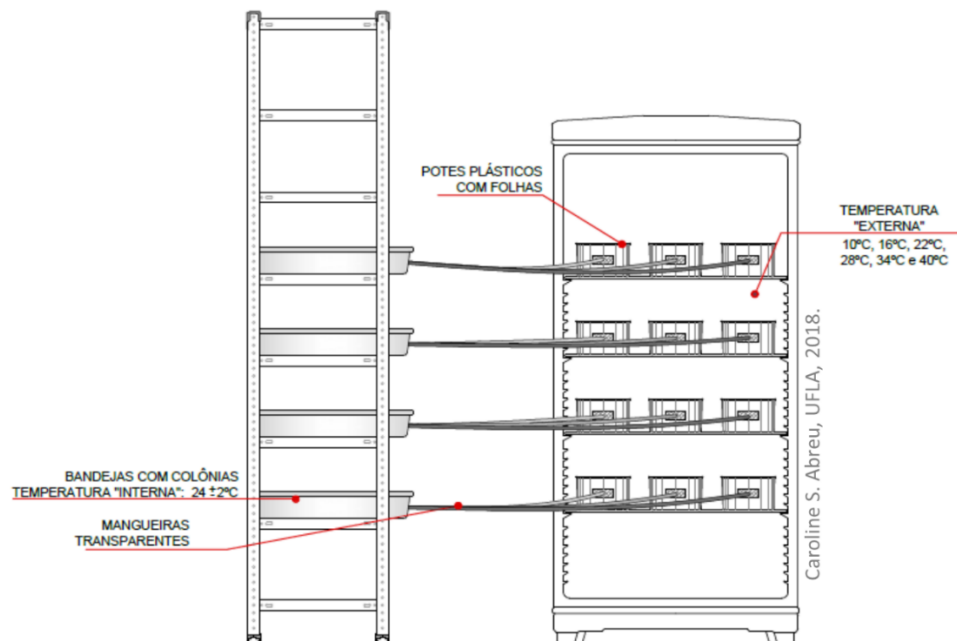 POTES PLÁSTICOS
COM FOLHAS
TEMPERATURA
"EXTERNA"
10ºC, 16ºC, 22ºC,
28ºC, 34ºC e 40ºC
Caroline S. Abreu, UFLA, 2018.
BANDEJAS COM COLÔNIAS
TEMPERATURA "INTERNA": 24 ±2ºC
MANGUEIRAS
TRANSPARENTES